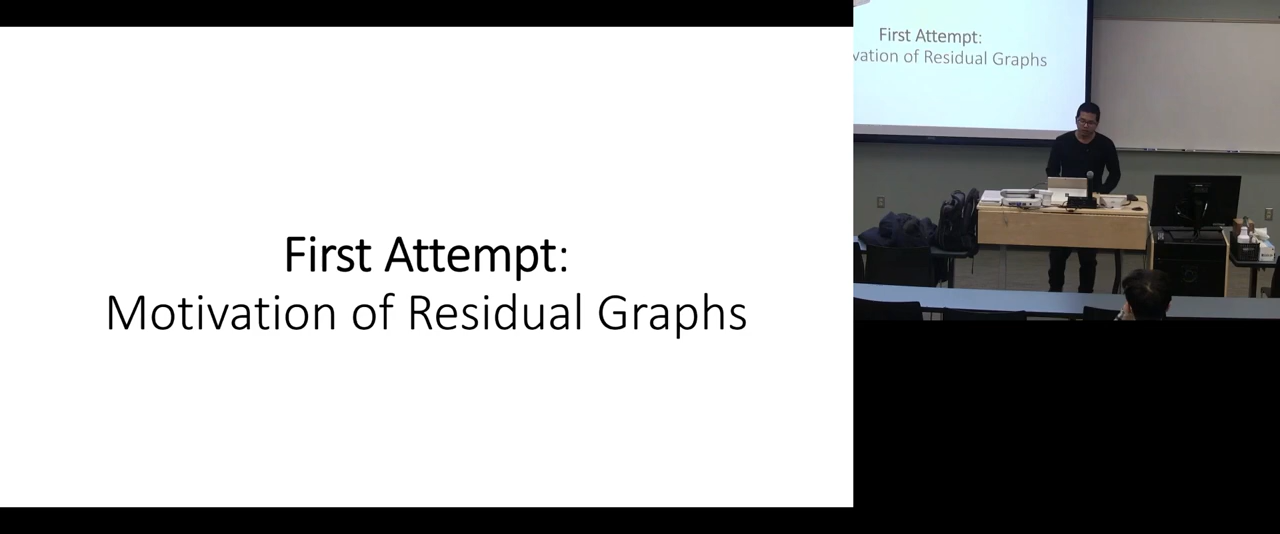 First Attempt:
Motivation of Residual Graphs
First Attempt:
vation of Residual Graphs